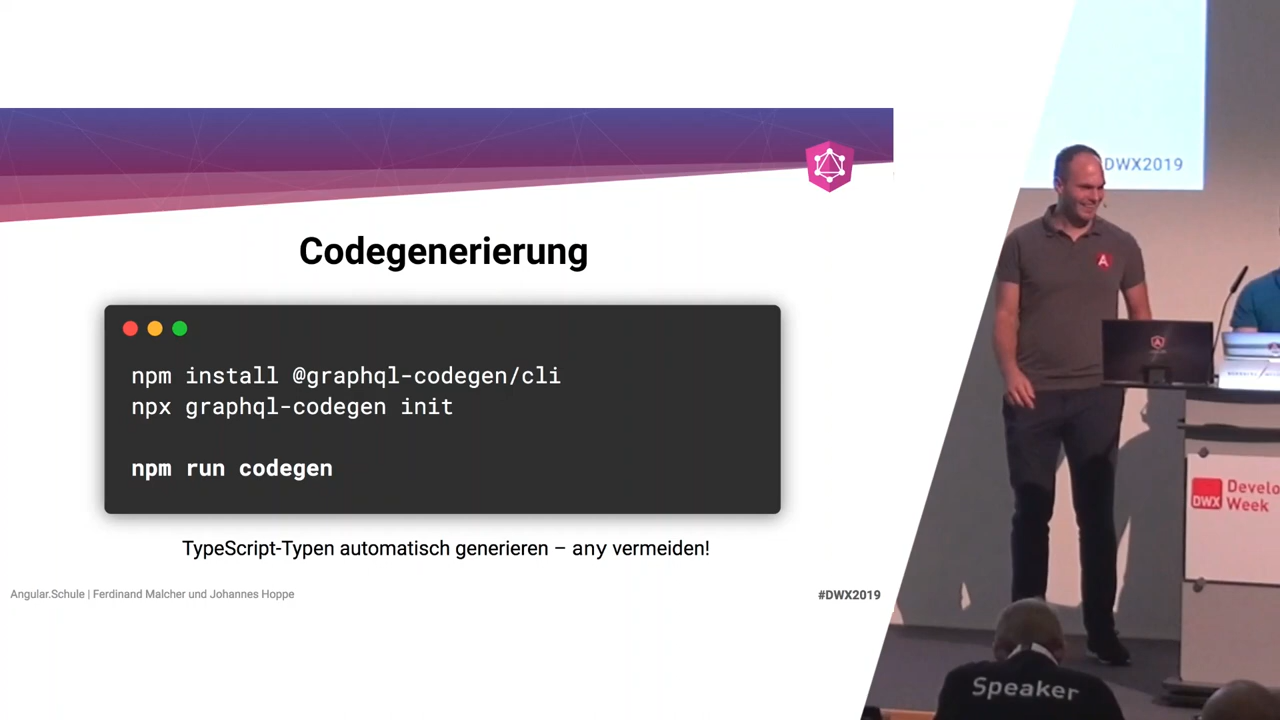 Codegenerierung
npm install @graphql-codegen/cli
npx graphql-codegen init
npm run codegen
TypeScript-Typen automatisch generieren – any vermeiden!
Angular.Schule | Ferdinand Malcher und Johannes Hoppe
#DWX2019
DWX2019
DWX
Develo
Week
Speaker